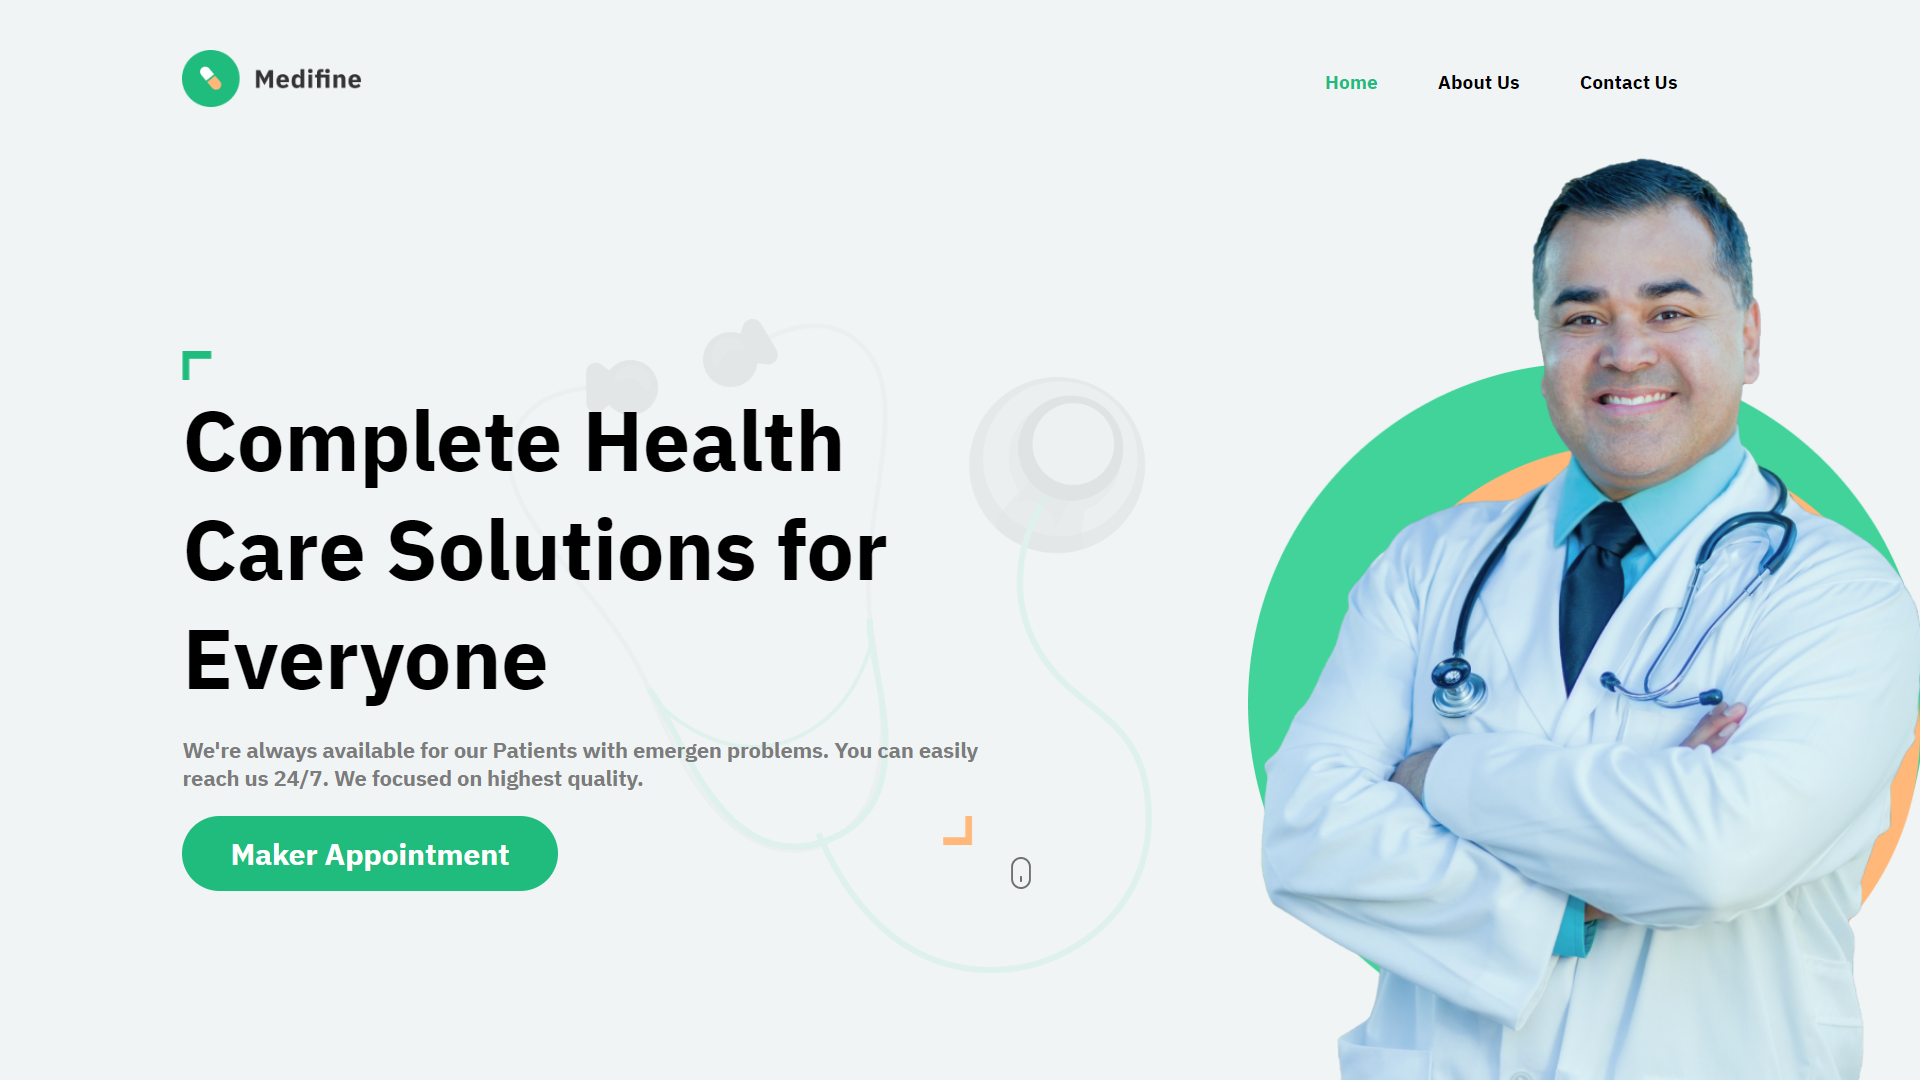 Medifine
Home
About Us
Contact Us
Complete Health
Care Solutions for
Everyone
We're always available for our Patients with emergen problems. You can easily
reach us 24/7. We focused on highest quality.
Maker Appointment